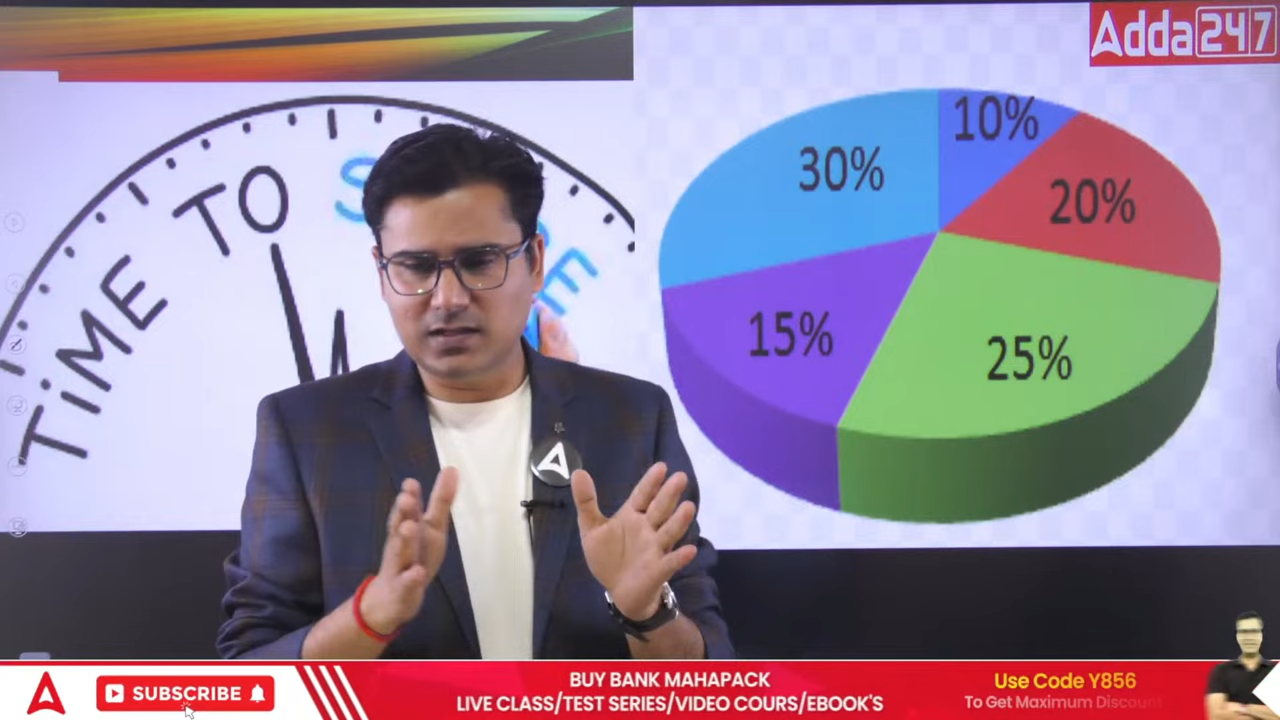 Adda247
TiME TO
10%
20%
30%
15%
25%
SUBSCRIBE
BUY BANK MAHAPACK
LIVE CLASS/TEST SERIES/VIDEO COURS/EBOOK'S
Use Code Y856
To Get Maximum Discount